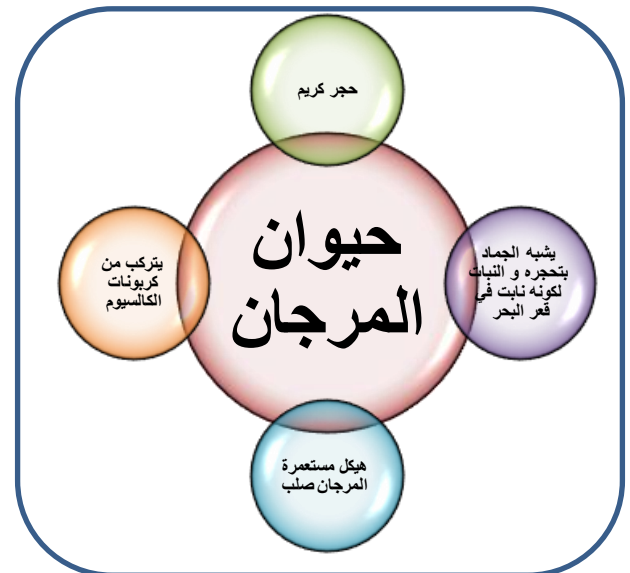 حجر كريم
حيوان
المرجان
يشبه الجماد
بتحجره و النبات
لكونه نابت في
قعر البحر
يتركب من
كربونات
الكالسيوم
هيكل مستعمرة
المرجان صلب